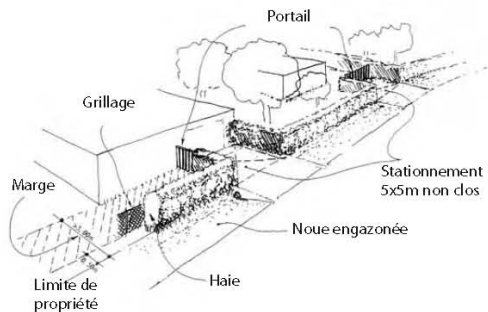 Portail
Grillage
Marge
Stationnement
5x5m non clos
Noue engazonée
Haie
Limite de
propriété